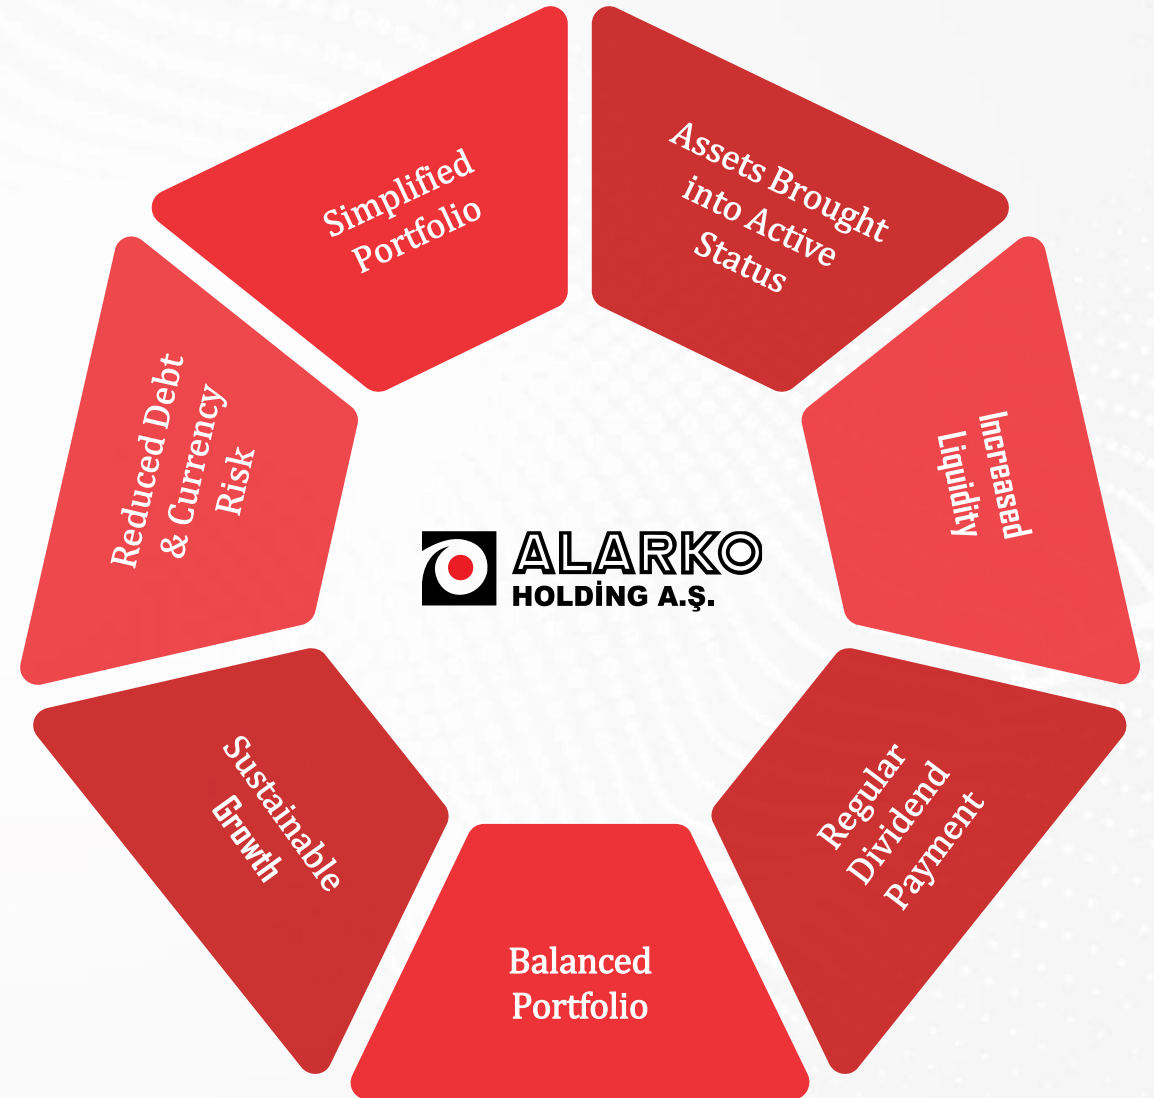 Simplified
Portfolio
Assets Brought
into Active
Status
Increased
Liquidity
Regular
Dividend
Payment
Balanced
Portfolio
Sustainable
Growth
Reduced Debt
& Currency
Risk
ALARKO
HOLDİNG A.Ş.